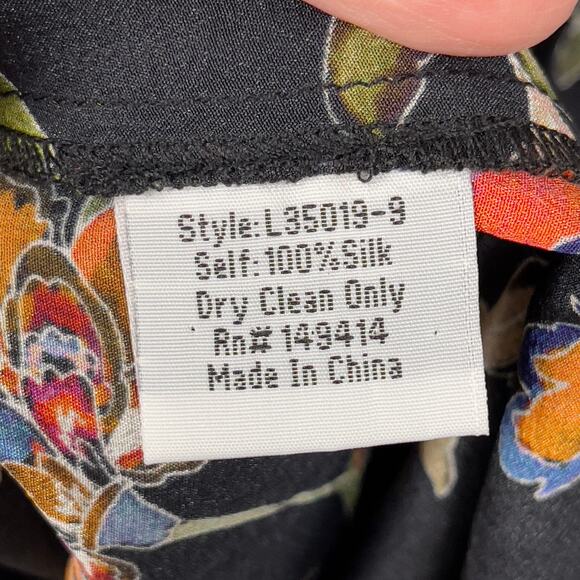 Style:L35019-9
Self:100%Silk
Dry Clean Only
Rn# 149414
Made In China